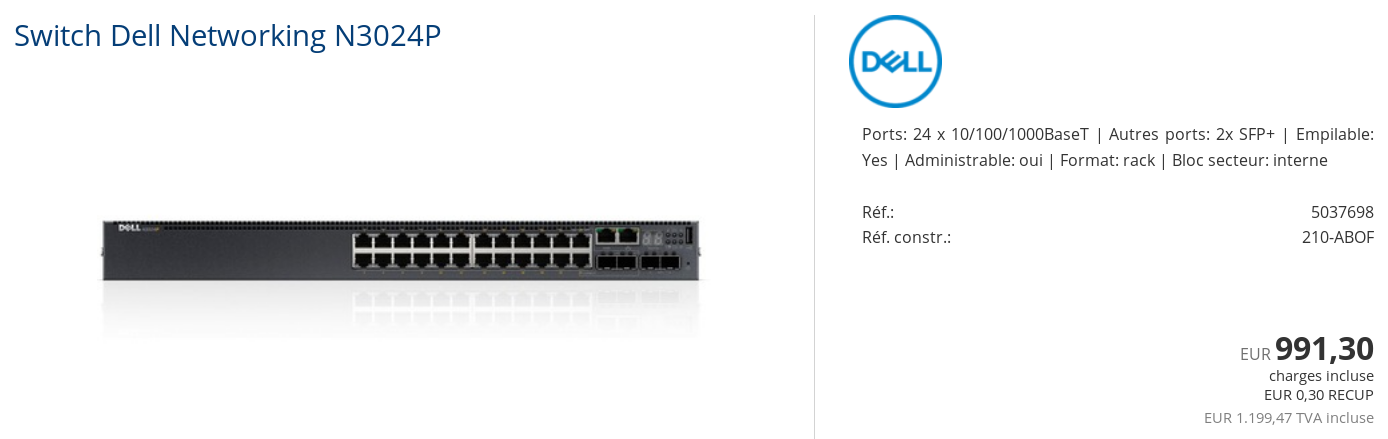 Switch Dell Networking N3024P
DELL
DELL
Ports: 24 x 10/100/1000BaseT | Autres ports: 2x SFP+ | Empilable:
Yes | Administrable: oui | Format: rack | Bloc secteur: interne
Réf.: 5037698
Réf. constr.: 210-ABOF
EUR 991,30
charges incluse
EUR 0,30 RECUP
EUR 1.199,47 TVA incluse